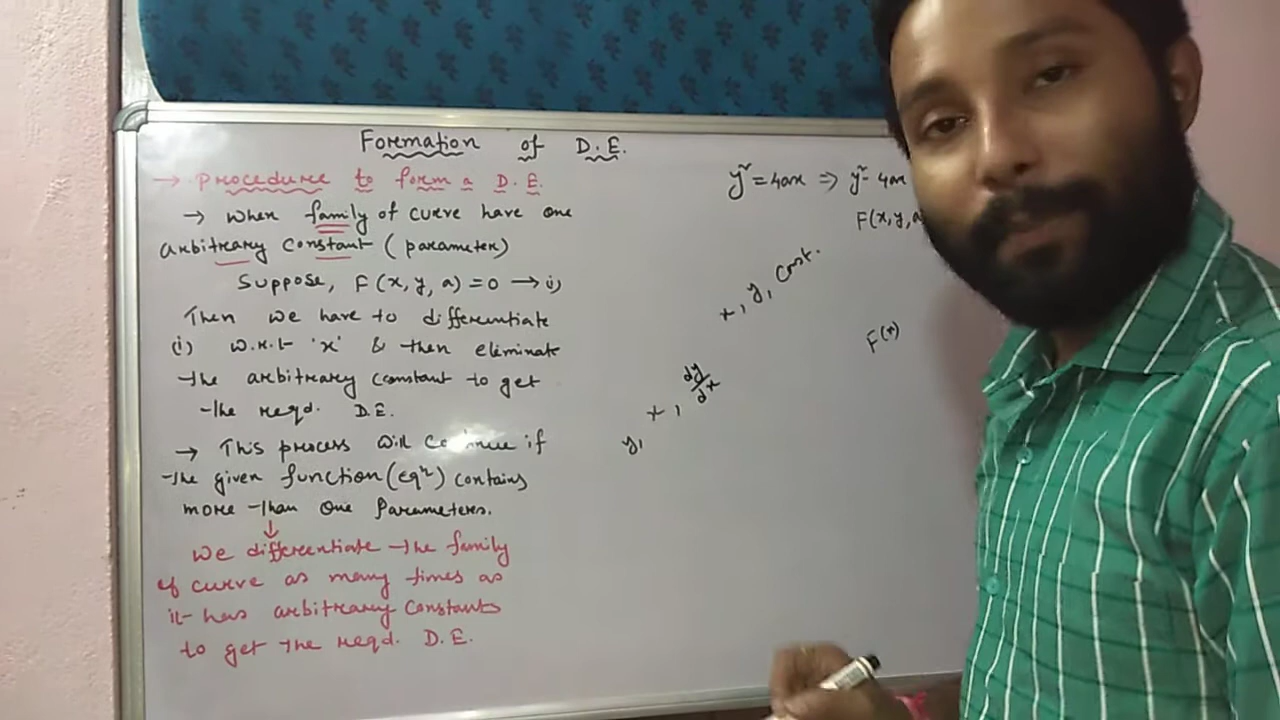 Formation of D.E.
→ Procedure to form a D.E.
→ When family of curve have one
arbitrary constant (parameter)
Suppose, F(x, y, a) = 0 → i)
Then we have to differentiate
(i) w.r.t 'x' & then eliminate
the arbitrary constant to get
the reqd. D.E.
→ This process will continue if
the given function (eqⁿ) contains
more than one Parameters.
↓
We differentiate the family
of curve as many times as
it has arbitrary constants
to get the reqd. D.E.
y² = 4ax ⇒ y² 4ax
F(x, y, a
x, y, const.
F(x)
y, x, dy/dx